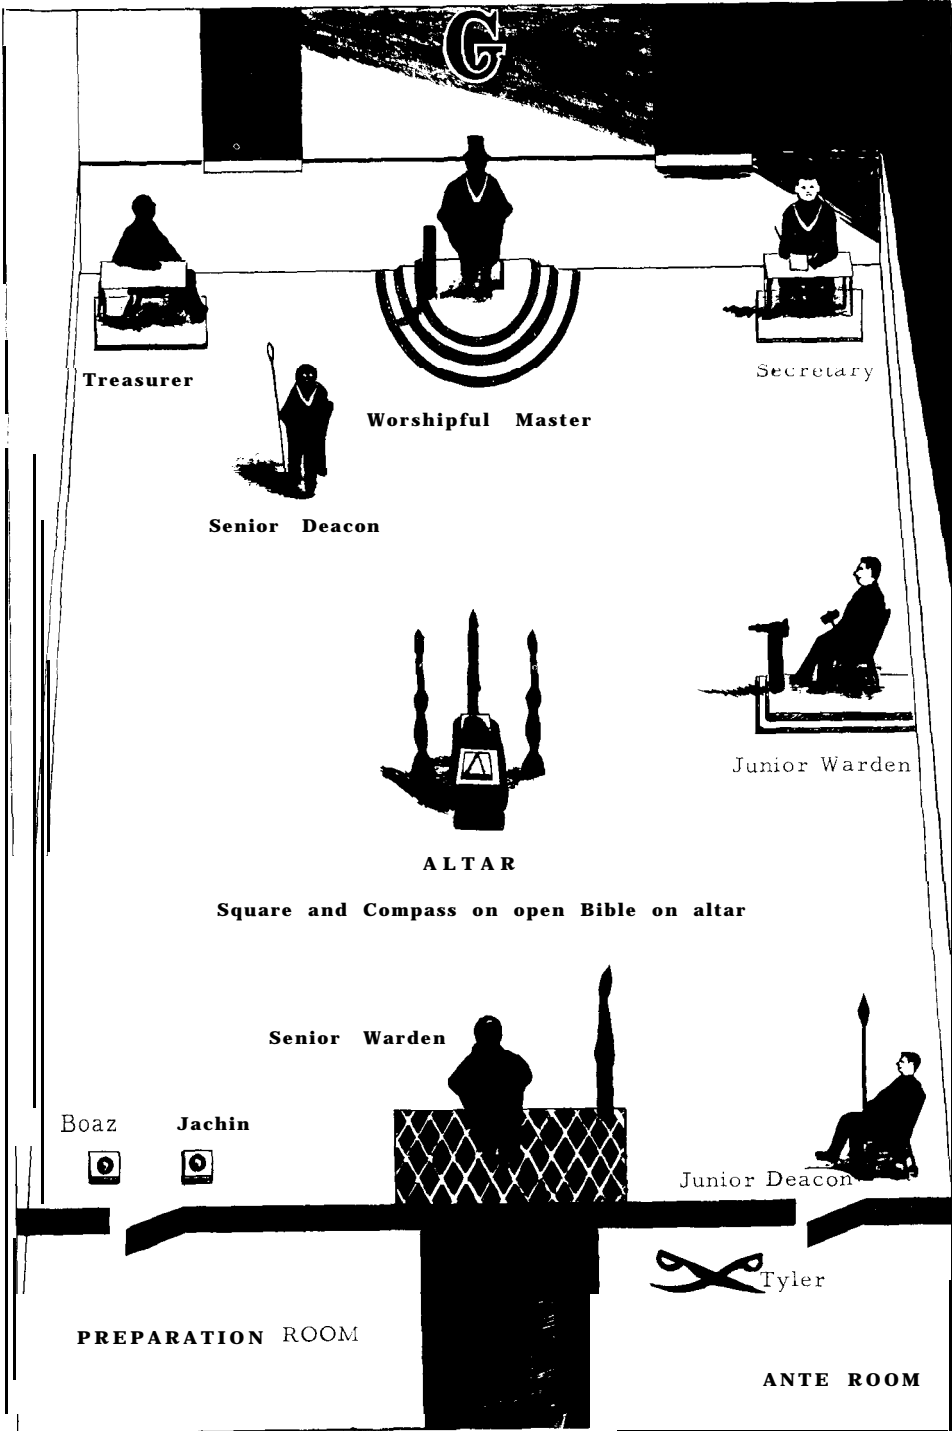 G
Treasurer
Secretary
Worshipful Master
Senior Deacon
Junior Warden
ALTAR
Square and Compass on open Bible on altar
Senior Warden
Boaz
Jachin
Junior Deacon
Tyler
PREPARATION ROOM
ANTE ROOM